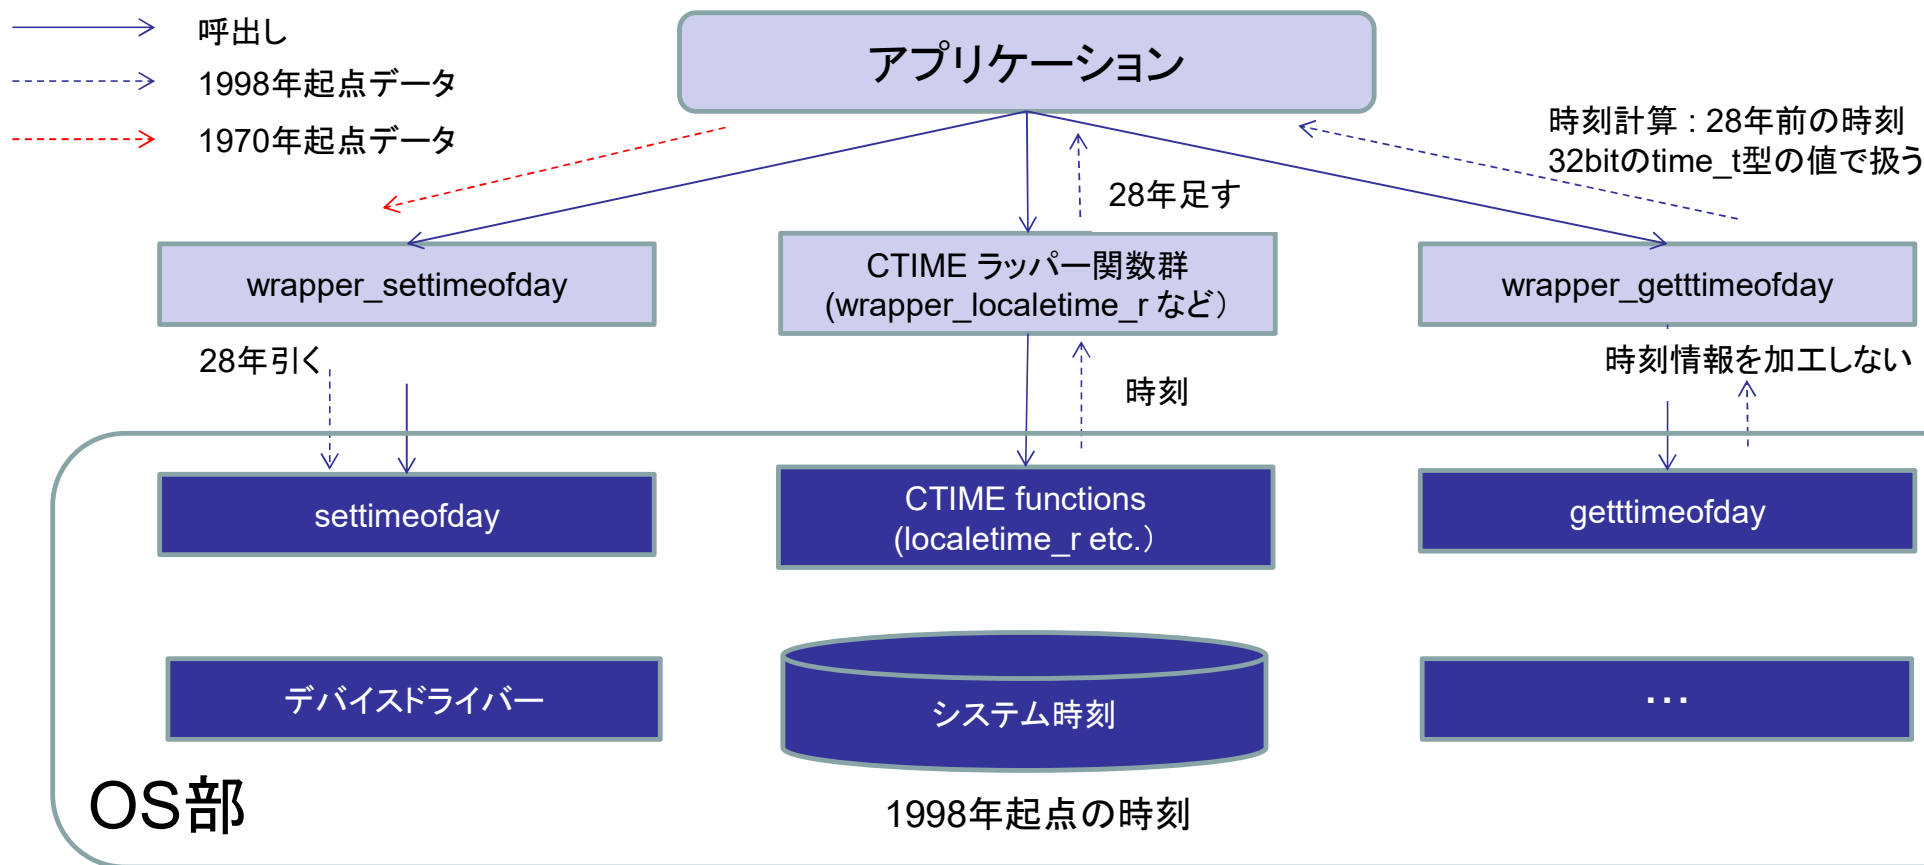 呼出し
1998年起点データ
1970年起点データ
アプリケーション
時刻計算：28年前の時刻
32bitのtime_t型の値で扱う
28年足す
wrapper_settimeofday
CTIME ラッパー関数群
(wrapper_localetime_r など）
wrapper_getttimeofday
28年引く
時刻
時刻情報を加工しない
settimeofday
CTIME functions
(localetime_r etc.）
getttimeofday
デバイスドライバー
システム時刻
...
OS部
1998年起点の時刻